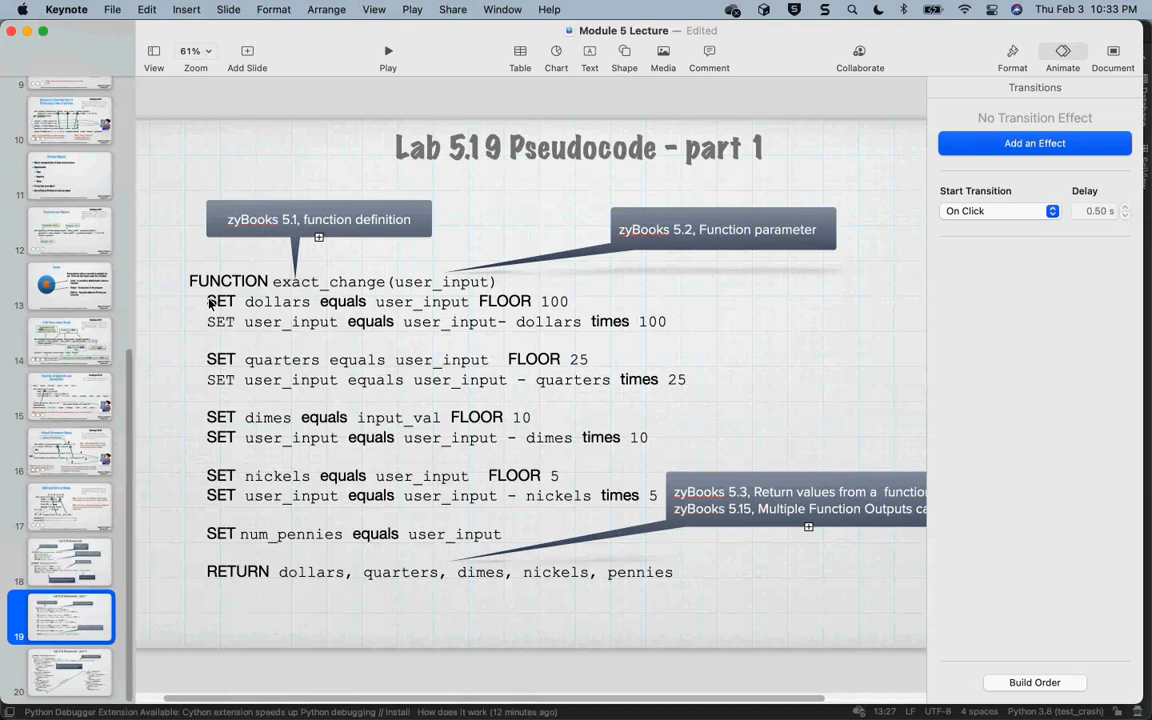 Keynote File Edit Insert Slide Format Arrange View Play Share Window Help Thu Feb 3 10:33 PM
Module 5 Lecture — Edited
61%
View Zoom Add Slide Play Table Chart Text Shape Media Comment Collaborate Format Animate Document
Transitions
No Transition Effect
Add an Effect
Start Transition Delay
On Click 0.50 s
Build Order
9
10
11
12
13
14
15
16
17
18
19
20
Lab 5.19 Pseudocode - part 1
zyBooks 5.1, function definition
zyBooks 5.2, Function parameter
FUNCTION exact_change(user_input)
SET dollars equals user_input FLOOR 100
SET user_input equals user_input- dollars times 100
SET quarters equals user_input FLOOR 25
SET user_input equals user_input - quarters times 25
SET dimes equals input_val FLOOR 10
SET user_input equals user_input - dimes times 10
SET nickels equals user_input FLOOR 5
SET user_input equals user_input - nickels times 5
zyBooks 5.3, Return values from a functio
zyBooks 5.15, Multiple Function Outputs ca
SET num_pennies equals user_input
RETURN dollars, quarters, dimes, nickels, pennies
Python Debugger Extension Available: Cython extension speeds up Python debugging // Install How does it work (12 minutes ago) 13:27 LF UTF-8 4 spaces Python 3.8 (test_crash)